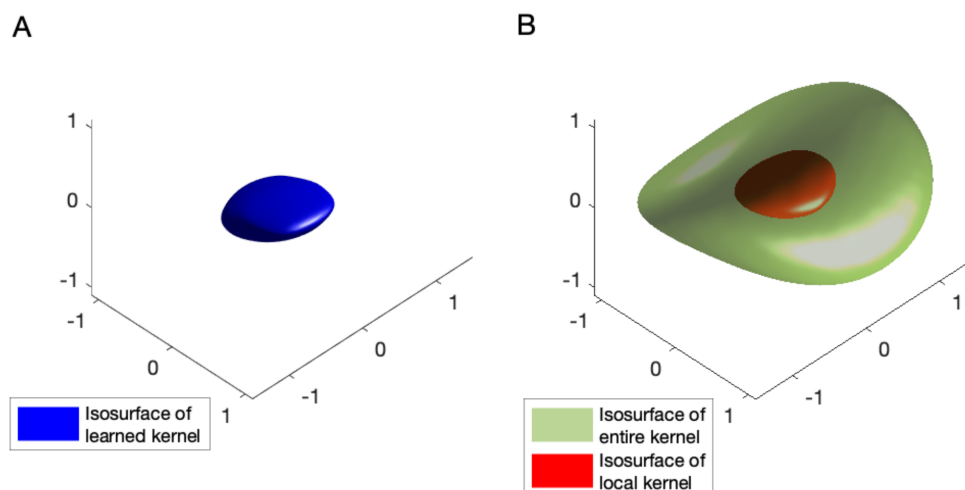 A
1
0
-1
-1
0
1
-1
0
1
Isosurface of
learned kernel
B
1
0
-1
-1
0
1
-1
0
1
Isosurface of
entire kernel
Isosurface of
local kernel